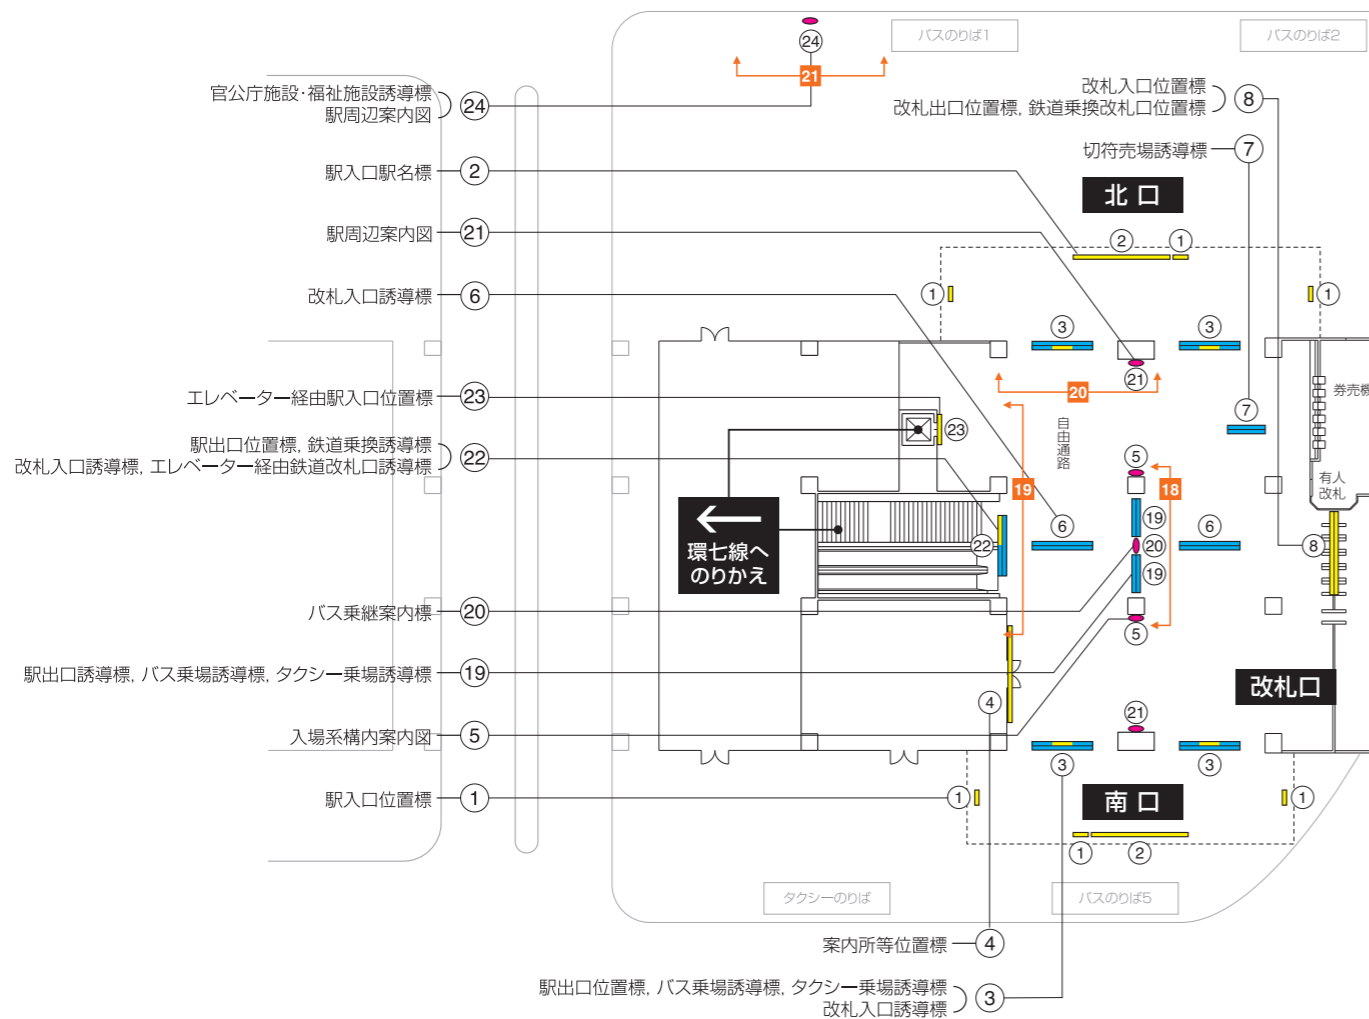 バスのりば1
バスのりば2
24
21
官公庁施設・福祉施設誘導標
駅周辺案内図
24
改札入口位置標
改札出口位置標, 鉄道乗換改札口位置標
8
切符売場誘導標
7
駅入口駅名標
2
北口
駅周辺案内図
21
2
1
改札入口誘導標
6
1
1
3
3
21
20
エレベーター経由駅入口位置標
23
券売機
自由通路
7
23
駅出口位置標, 鉄道乗換誘導標
改札入口誘導標, エレベーター経由鉄道改札口誘導標
22
5
有人
改札
19
18
環七線へ
のりかえ
22
6
19
20
19
6
8
バス乗継案内標
20
5
駅出口誘導標, バス乗場誘導標, タクシー乗場誘導標
19
改札口
4
21
入場系構内案内図
5
3
3
駅入口位置標
1
1
南口
1
1
2
タクシーのりば
バスのりば5
案内所等位置標
4
駅出口位置標, バス乗場誘導標, タクシー乗場誘導標
改札入口誘導標
3